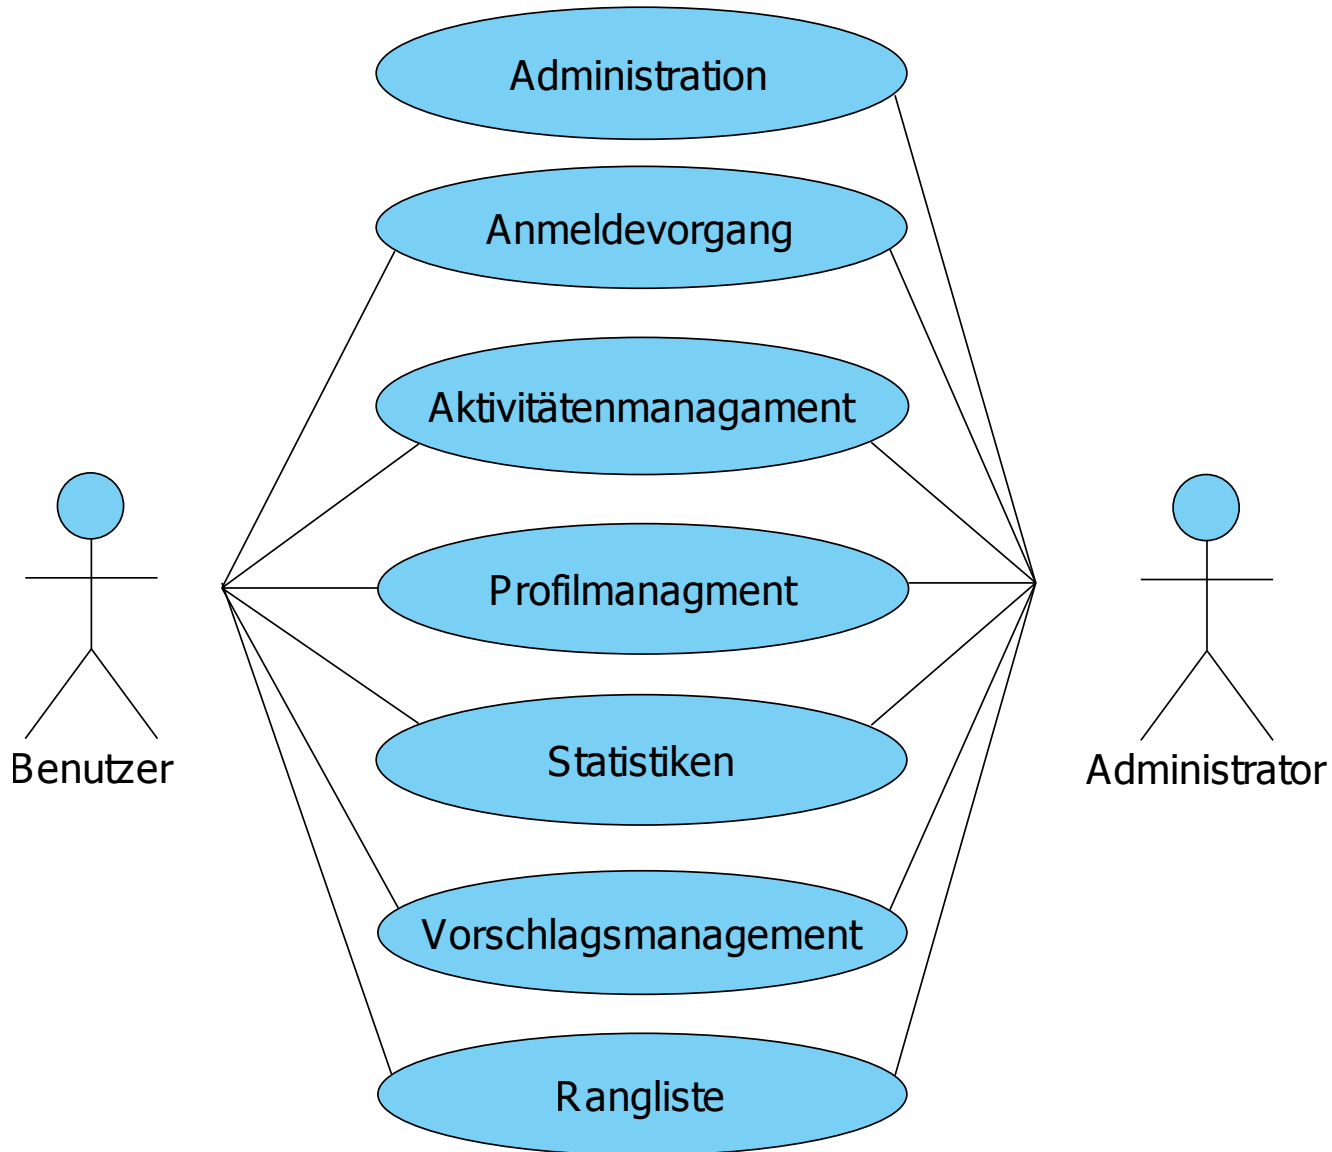 Administration
Anmeldevorgang
Aktivitätenmanagament
Profilmanagment
Benutzer
Statistiken
Administrator
Vorschlagsmanagement
Rangliste